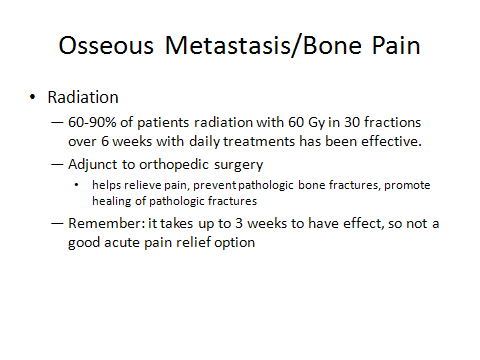 Osseous Metastasis/Bone Pain
• Radiation
— 60-90% of patients radiation with 60 Gy in 30 fractions
over 6 weeks with daily treatments has been effective.
— Adjunct to orthopedic surgery
• helps relieve pain, prevent pathologic bone fractures, promote
healing of pathologic fractures
— Remember: it takes up to 3 weeks to have effect, so not a
good acute pain relief option